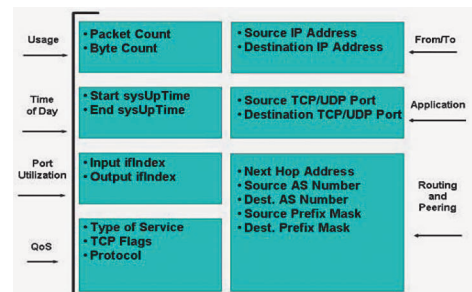 Usage
• Packet Count
• Byte Count
• Source IP Address
• Destination IP Address
From/To
Time
of Day
• Start sysUpTime
• End sysUpTime
• Source TCP/UDP Port
• Destination TCP/UDP Port
Application
Port
Utilization
• Input ifIndex
• Output ifIndex
• Next Hop Address
• Source AS Number
• Dest. AS Number
• Source Prefix Mask
• Dest. Prefix Mask
Routing
and
Peering
QoS
• Type of Service
• TCP Flags
• Protocol